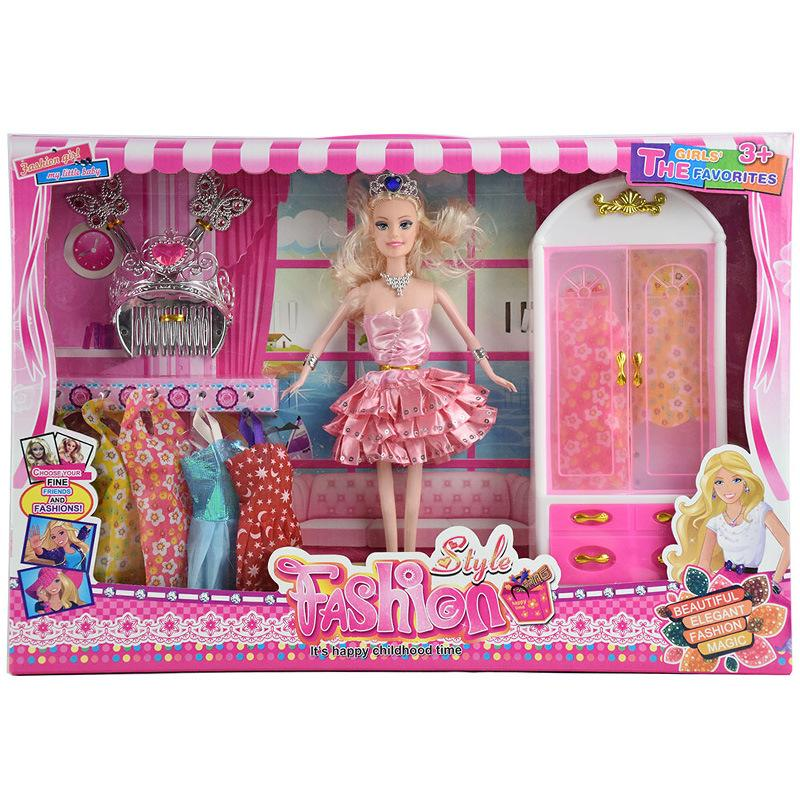 Fashion girl
my little baby
GIRLS' 3+
THE FAVORITES
CHOOSE YOUR
FINE
FRIENDS
AND
FASHIONS!
Style
FASHion
It's happy childhood time
BEAUTIFUL
ELEGANT
FASHION
MAGIC